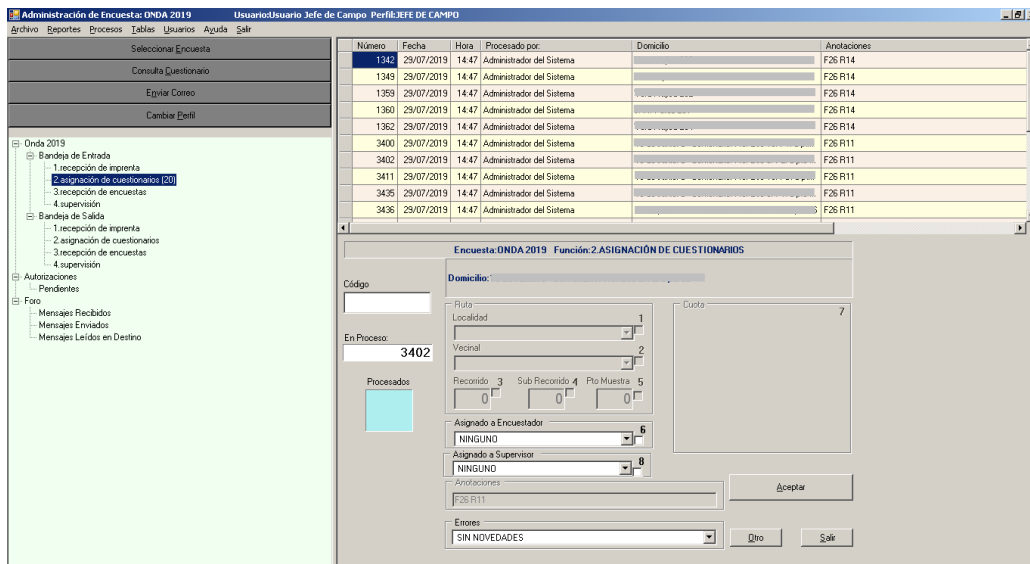 Administración de Encuesta: ONDA 2019 Usuario:Usuario Jefe de Campo Perfil:JEFE DE CAMPO
Archivo Reportes Procesos Tablas Usuarios Ayuda Salir
Seleccionar Encuesta
Consulta Cuestionario
Enviar Correo
Cambiar Perfil
Onda 2019
Bandeja de Entrada
1.recepción de imprenta
2.asignación de cuestionarios (20)
3.recepción de encuestas
4.supervisión
Bandeja de Salida
1.recepción de imprenta
2.asignación de cuestionarios
3.recepción de encuestas
4.supervisión
Autorizaciones
Pendientes
Foro
Mensajes Recibidos
Mensajes Enviados
Mensajes Leídos en Destino
Número Fecha Hora Procesado por: Domicilio Anotaciones
1342 29/07/2019 14:47 Administrador del Sistema F26 R14
1349 29/07/2019 14:47 Administrador del Sistema F26 R14
1359 29/07/2019 14:47 Administrador del Sistema F26 R14
1360 29/07/2019 14:47 Administrador del Sistema F26 R14
1362 29/07/2019 14:47 Administrador del Sistema F26 R14
3400 29/07/2019 14:47 Administrador del Sistema F26 R11
3402 29/07/2019 14:47 Administrador del Sistema F26 R11
3411 29/07/2019 14:47 Administrador del Sistema F26 R11
3435 29/07/2019 14:47 Administrador del Sistema F26 R11
3436 29/07/2019 14:47 Administrador del Sistema F26 R11
Encuesta:ONDA 2019 Función:2.ASIGNACIÓN DE CUESTIONARIOS
Domicilio:
Código
En Proceso:
3402
Procesados
Ruta
Localidad 1
Vecinal 2
Recorrido 3 Sub Recorrido 4 Pto Muestra 5
0 0 0
Cuota 7
Asignado a Encuestador 6
NINGUNO
Asignado a Supervisor 8
NINGUNO
Anotaciones
F26 R11
Aceptar
Errores
SIN NOVEDADES
Otro Salir